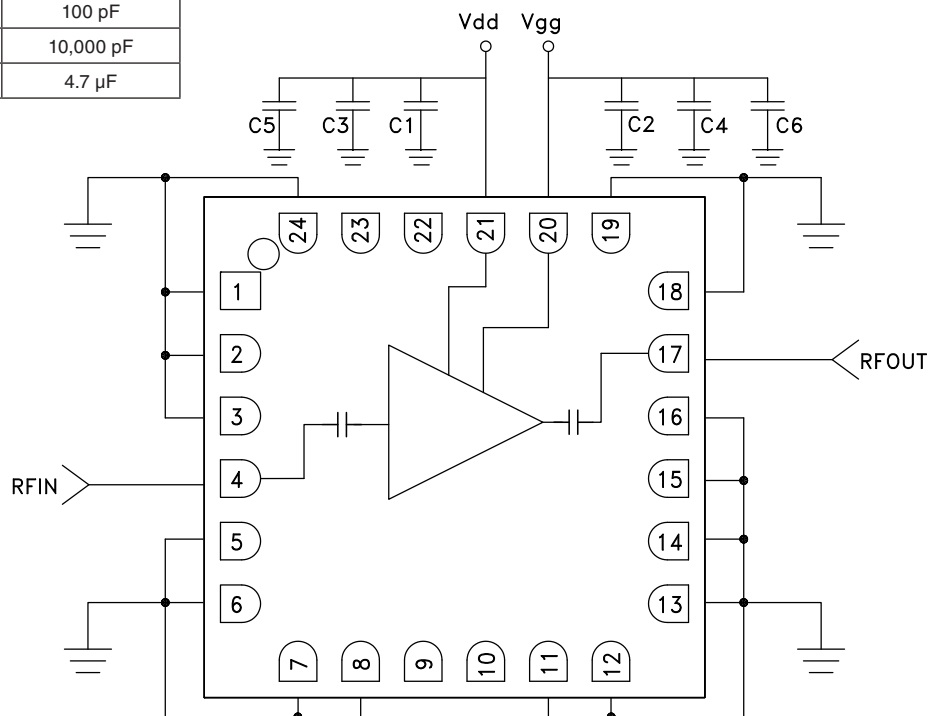 100 pF
10,000 pF
4.7 µF
Vdd Vgg
C5 C3 C1 C2 C4 C6
24 23 22 21 20 19
1 18
2 17
RFOUT
3 16
4 15
RFIN
5 14
6 13
7 8 9 10 11 12